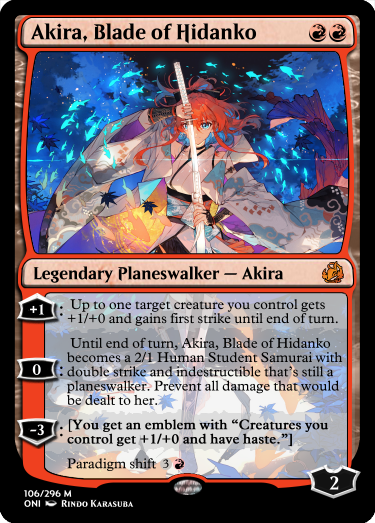 Akira, Blade of Hidanko
Legendary Planeswalker — Akira
+1: Up to one target creature you control gets
+1/+0 and gains first strike until end of turn.
0: Until end of turn, Akira, Blade of Hidanko
becomes a 2/1 Human Student Samurai with
double strike and indestructible that's still a
planeswalker. Prevent all damage that would
be dealt to her.
-3: [You get an emblem with “Creatures you
control get +1/+0 and have haste.”]
Paradigm shift 3
2
106/296 M
ONI Rindo Karasuba